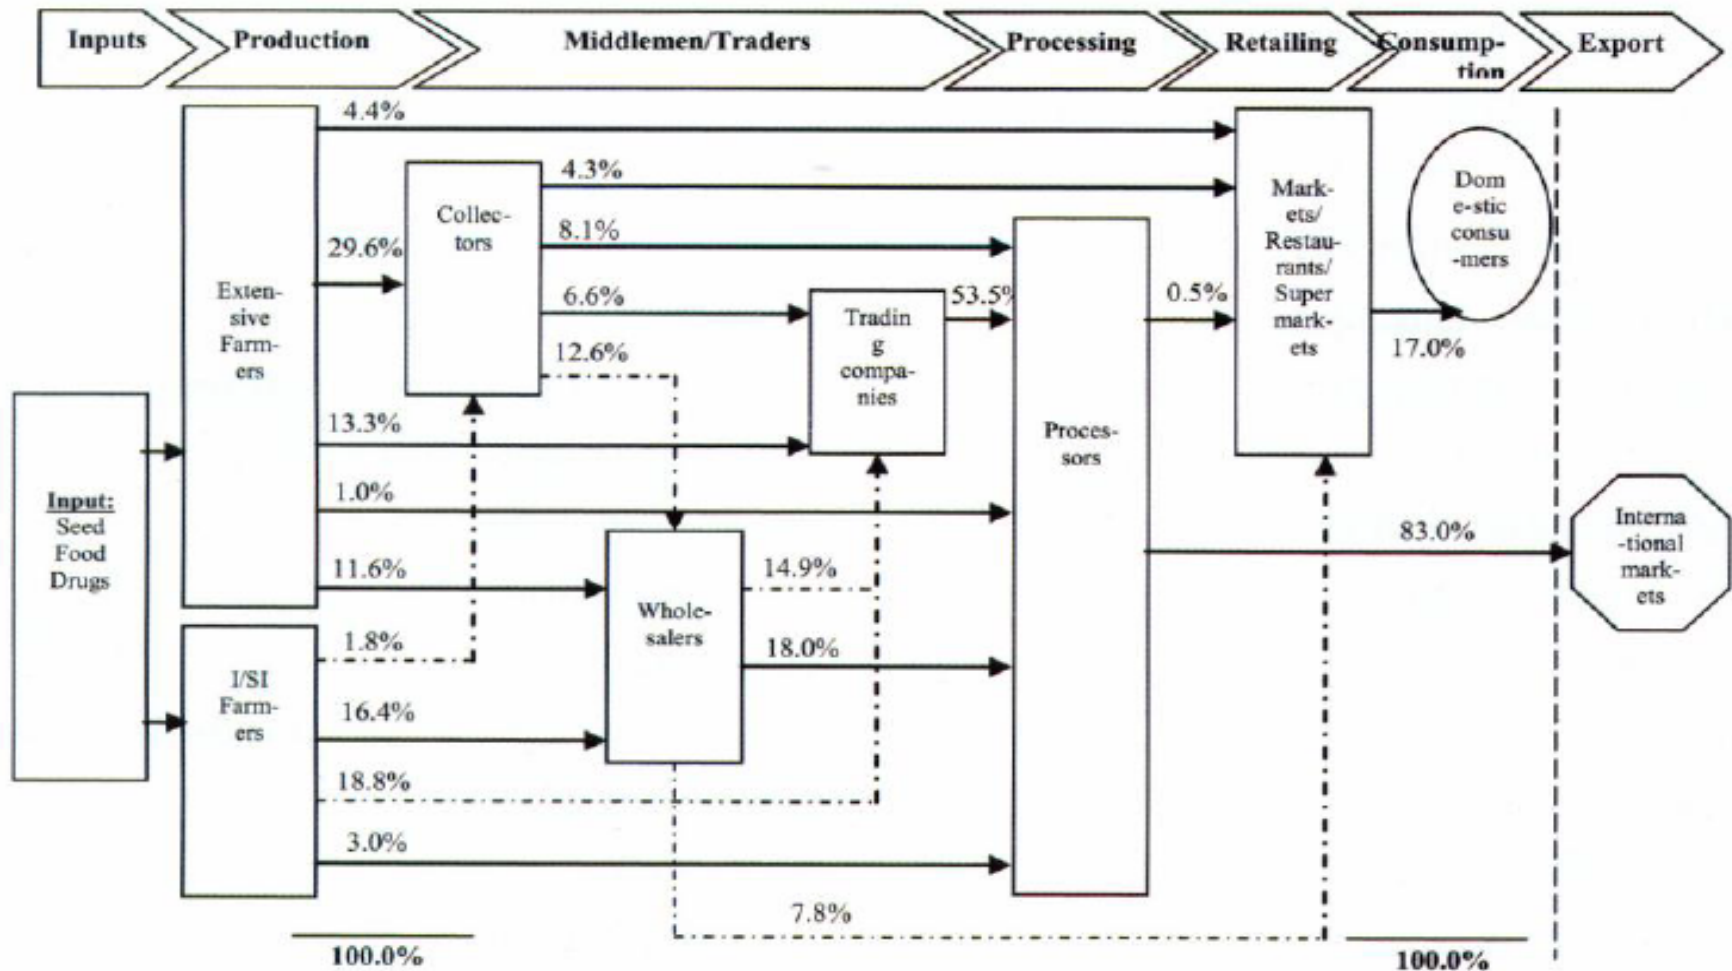 Inputs
Production
Middlemen/Traders
Processing
Retailing
Consump-
tion
Export
4.4%
4.3%
Collec-
tors
8.1%
29.6%
6.6%
12.6%
Exten-
sive
Farm-
ers
13.3%
1.0%
11.6%
Tradin
g
compa-
nies
53.5%
Proces-
sors
0.5%
Mark-
ets/
Restau-
rants/
Super
mark-
ets
Dom
e-stic
consu
-mers
17.0%
Input:
Seed
Food
Drugs
Whole-
salers
14.9%
18.0%
83.0%
Interna
-tional
mark-
ets
I/SI
Farm-
ers
1.8%
16.4%
18.8%
3.0%
7.8%
100.0%
100.0%